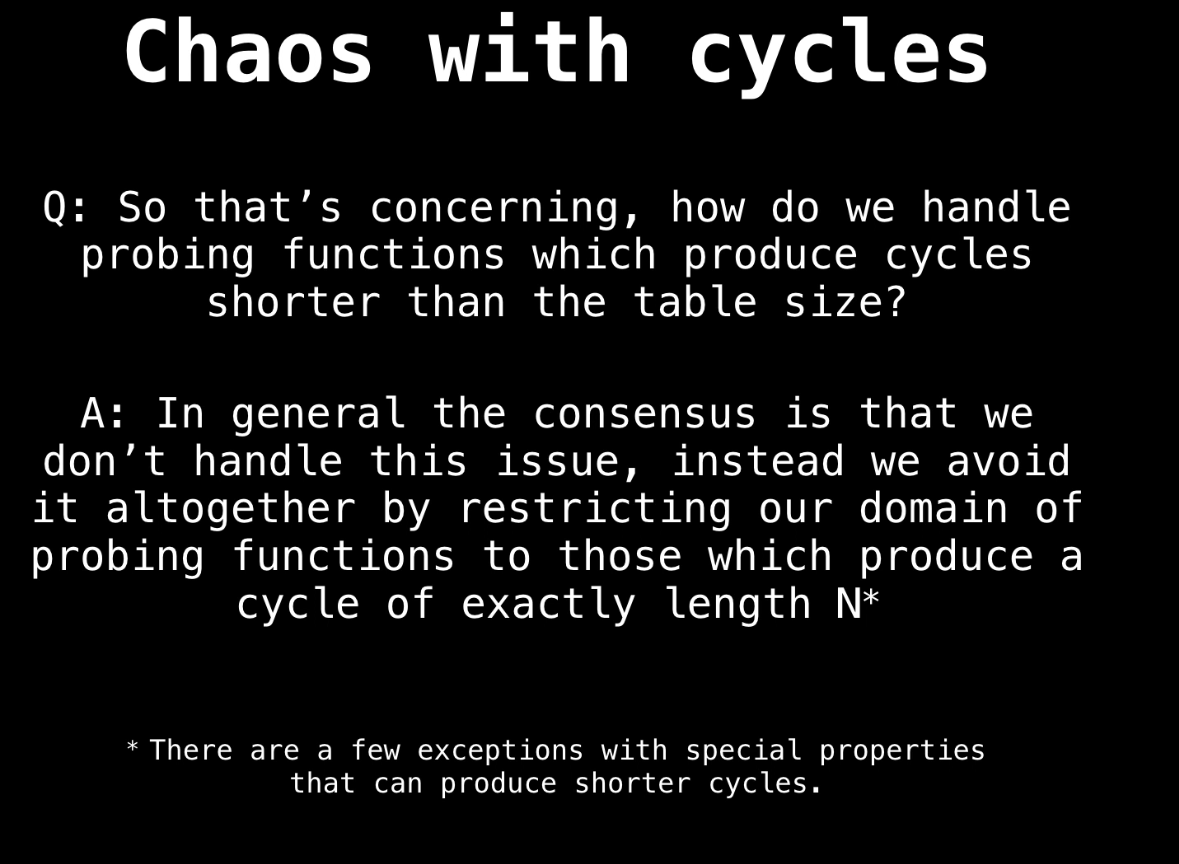 Chaos with cycles
Q: So that’s concerning, how do we handle
probing functions which produce cycles
shorter than the table size?
A: In general the consensus is that we
don’t handle this issue, instead we avoid
it altogether by restricting our domain of
probing functions to those which produce a
cycle of exactly length N*
* There are a few exceptions with special properties
that can produce shorter cycles.